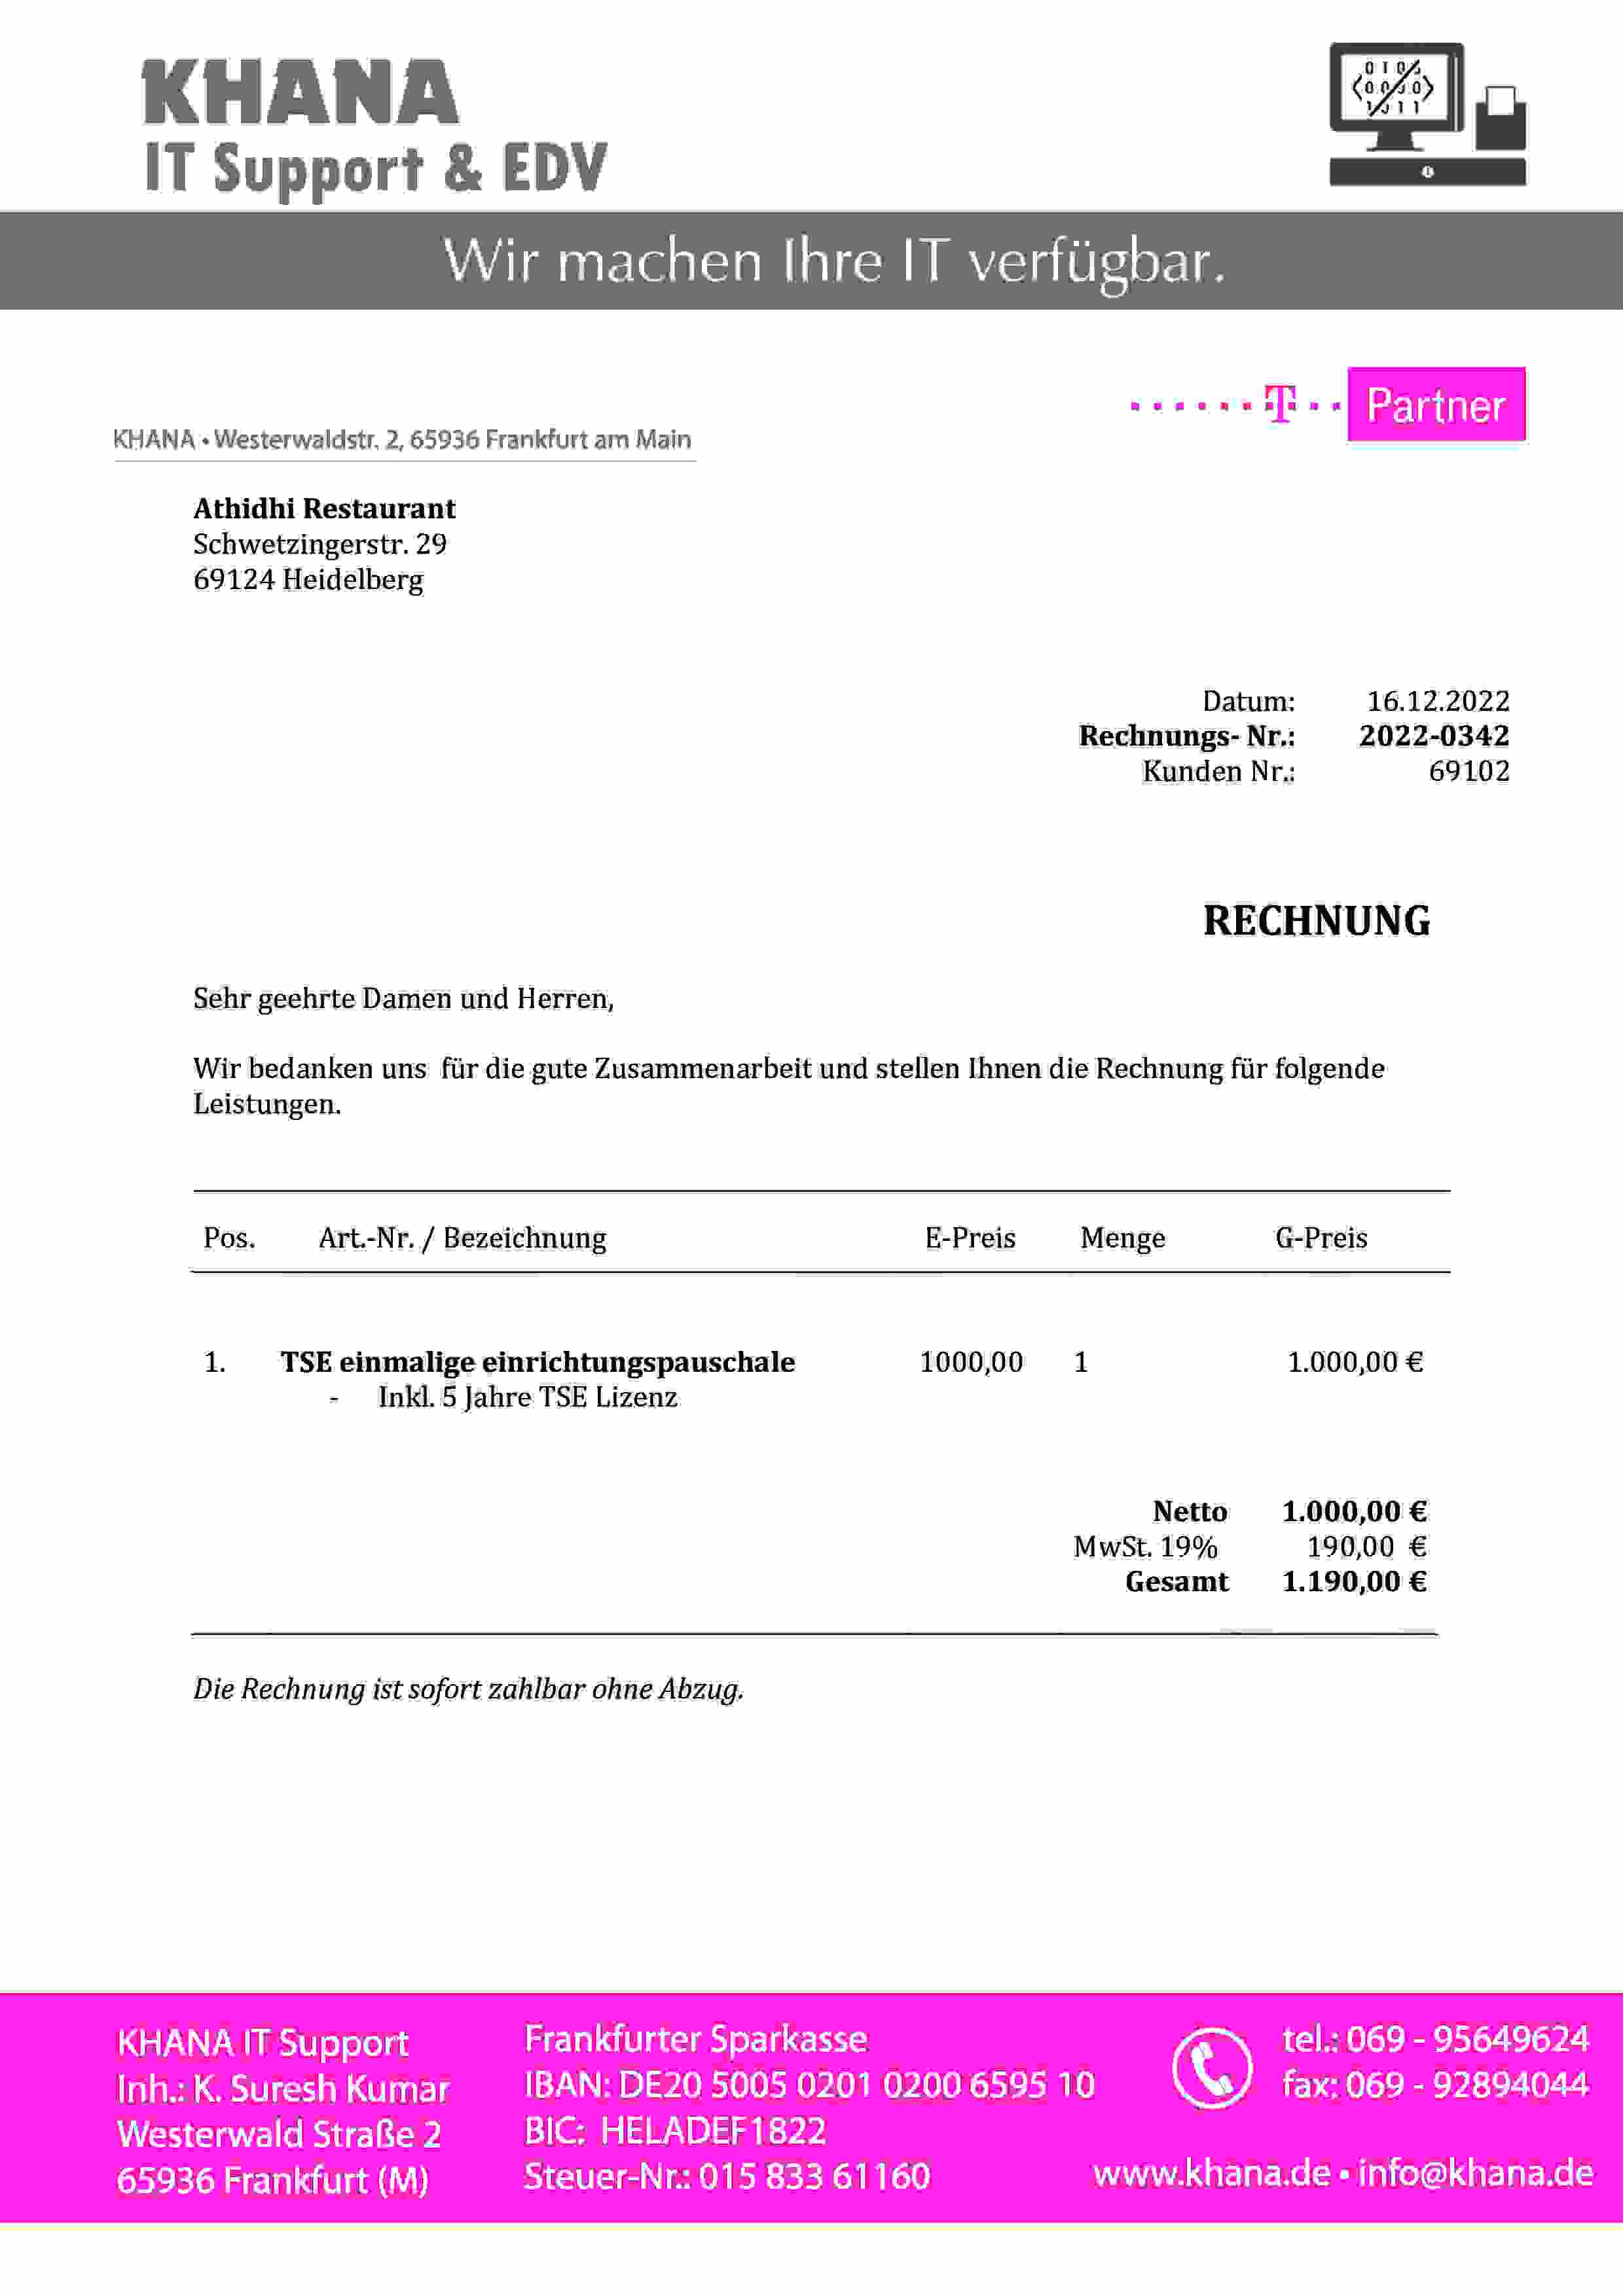 KHANA
IT Support & EDV
Wir machen Ihre IT verfügbar.
T Partner
KHANA • Westerwaldstr. 2, 65936 Frankfurt am Main
Athidhi Restaurant
Schwetzingerstr. 29
69124 Heidelberg
Datum: 16.12.2022
Rechnungs- Nr.: 2022-0342
Kunden Nr.: 69102
RECHNUNG
Sehr geehrte Damen und Herren,
Wir bedanken uns für die gute Zusammenarbeit und stellen Ihnen die Rechnung für folgende
Leistungen.
Pos. Art.-Nr. / Bezeichnung E-Preis Menge G-Preis
1. TSE einmalige einrichtungspauschale 1000,00 1 1.000,00 €
- Inkl. 5 Jahre TSE Lizenz
Netto 1.000,00 €
MwSt. 19% 190,00 €
Gesamt 1.190,00 €
Die Rechnung ist sofort zahlbar ohne Abzug.
KHANA IT Support
Inh.: K. Suresh Kumar
Westerwald Straße 2
65936 Frankfurt (M)
Frankfurter Sparkasse
IBAN: DE20 5005 0201 0200 6595 10
BIC: HELADEF1822
Steuer-Nr.: 015 833 61160
tel.: 069 - 95649624
fax: 069 - 92894044
www.khana.de • info@khana.de